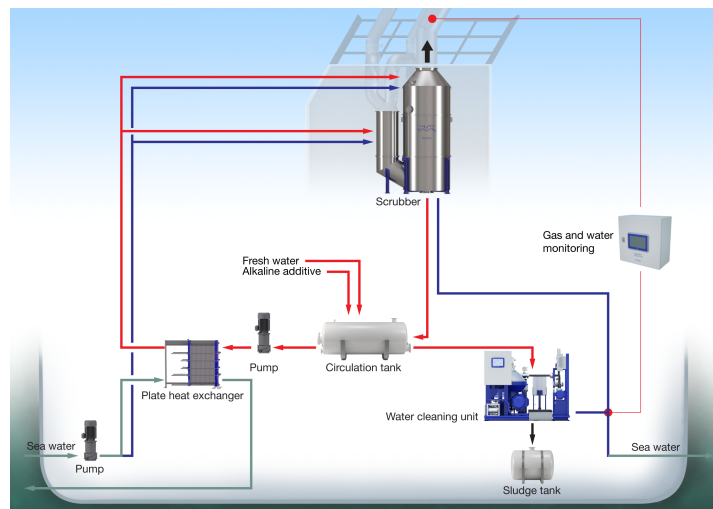 Scrubber
Gas and water
monitoring
Fresh water
Alkaline additive
Pump
Circulation tank
Plate heat exchanger
Water cleaning unit
Sea water
Sea water
Pump
Sludge tank